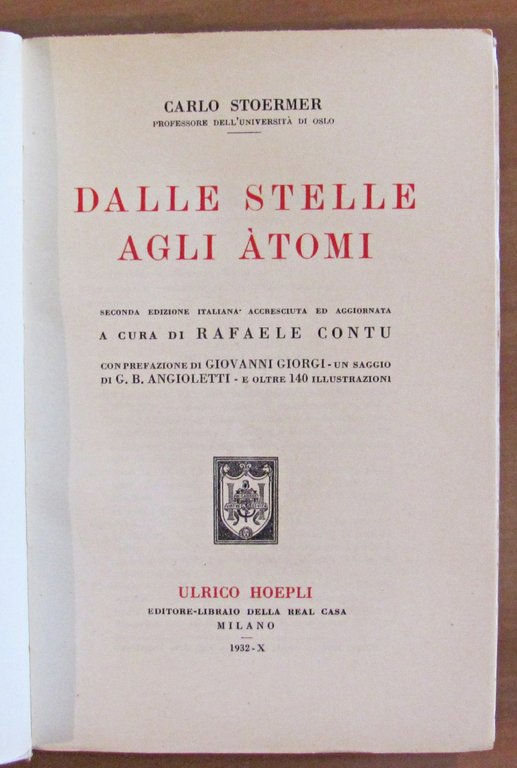 CARLO STOERMER
PROFESSORE DELL'UNIVERSITÀ DI OSLO
DALLE STELLE
AGLI ÀTOMI
SECONDA EDIZIONE ITALIANA ACCRESCIUTA ED AGGIORNATA
A CURA DI RAFAELE CONTU
CON PREFAZIONE DI GIOVANNI GIORGI - UN SAGGIO
DI G. B. ANGIOLETTI - E OLTRE 140 ILLUSTRAZIONI
ULRICO HOEPLI
EDITORE-LIBRAIO DELLA REAL CASA
MILANO
1932-X